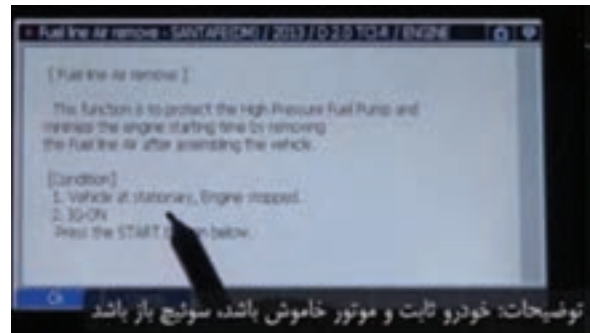 Fuel line Air remove - SANTAFE(DM) / 2013 / D 2.0 TCI-R / ENGINE
[ Fuel line Air remove ]
This function is to protect the High Pressure Fuel Pump and
minimize the engine starting time by removing
the Fuel line Air after assembling the vehicle.
[Condition]
1. Vehicle at stationary, Engine stopped.
2. IG-ON
Press the START below.
توضیحات: خودرو ثابت و موتور خاموش باشد، سوئیچ باز باشد